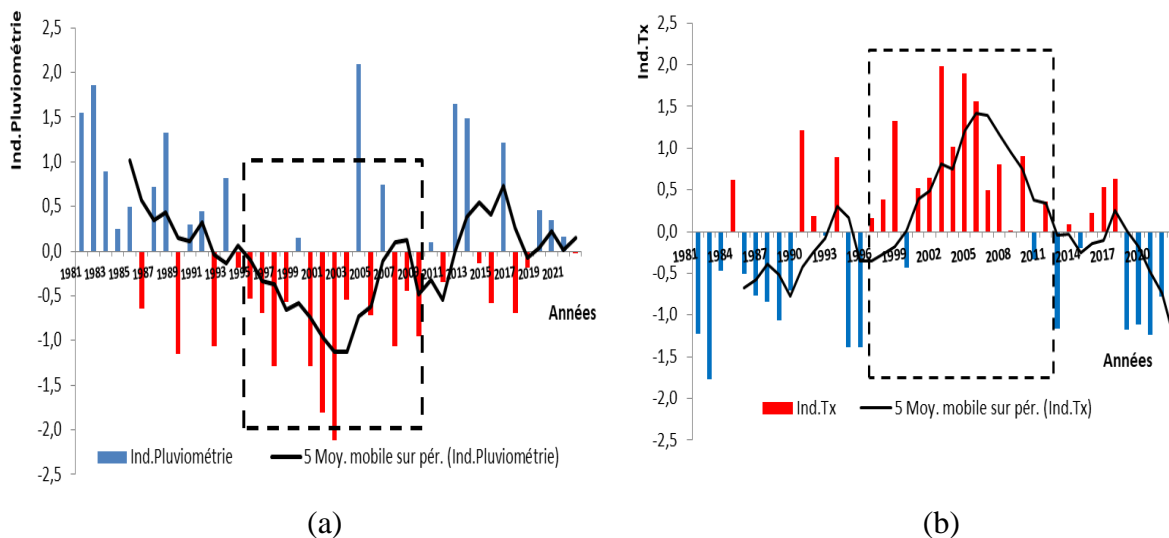 Ind.Pluviométrie
2,5
2,0
1,5
1,0
0,5
0,0
-0,5
-1,0
-1,5
-2,0
-2,5
1981 1983 1985 1987 1989 1991 1993 1995 1997 1999 2001 2003 2005 2007 2009 2011 2013 2015 2017 2019 2021
Années
Ind.Pluviométrie 5 Moy. mobile sur pér. (Ind.Pluviométrie)
(a)
Ind.Tx
2,5
2,0
1,5
1,0
0,5
0,0
-0,5
-1,0
-1,5
-2,0
-2,5
1981 1984 1987 1990 1993 1996 1999 2002 2005 2008 2011 2014 2017 2020
Années
Ind.Tx 5 Moy. mobile sur pér. (Ind.Tx)
(b)